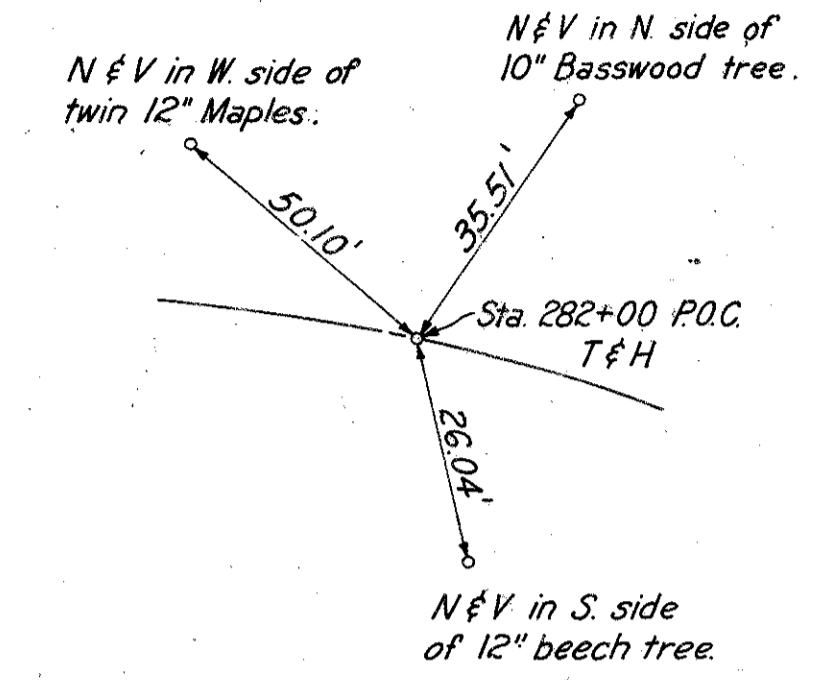 N & V in N. side of
10" Basswood tree.
N & V in W. side of
twin 12" Maples.
50.10'
35.51'
Sta. 282+00 P.O.C.
T & H
26.04'
N & V in S. side
of 12" beech tree.